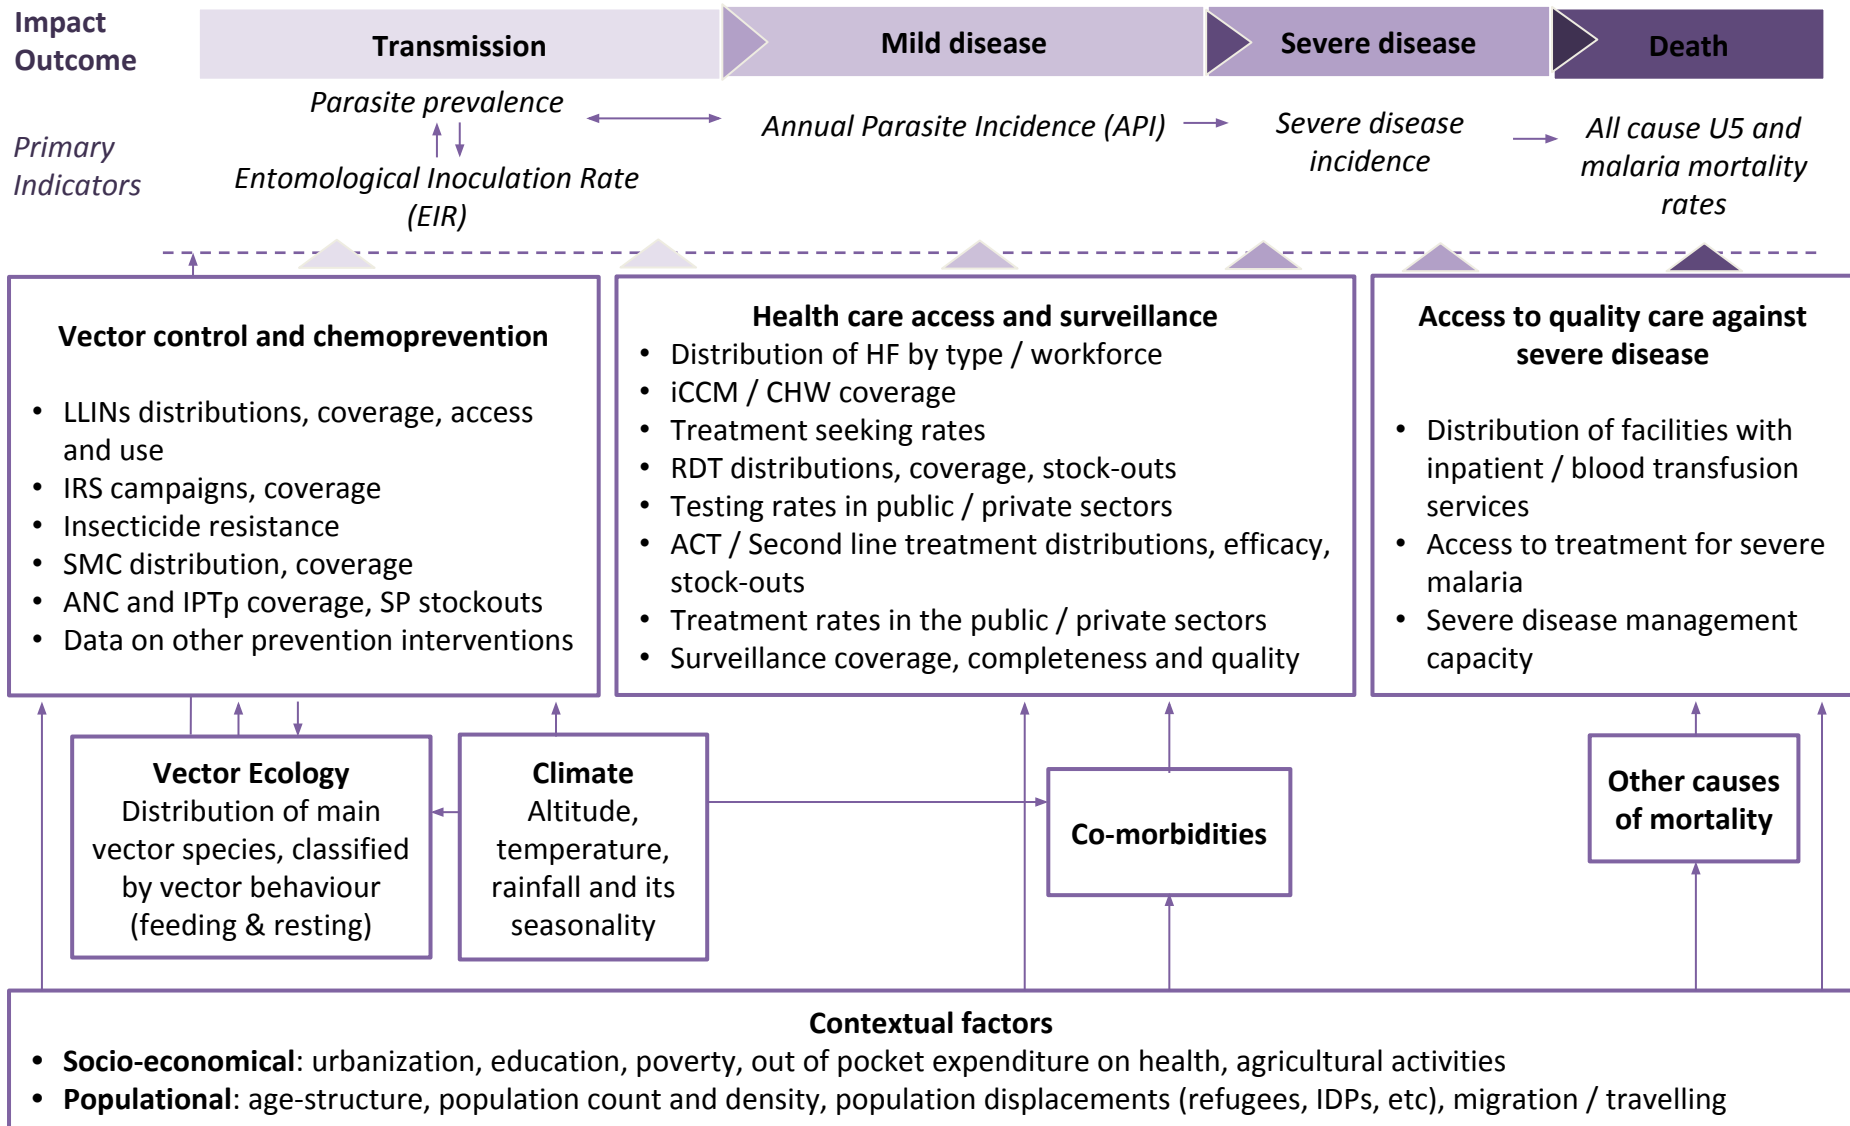 Impact
Outcome
Transmission
Mild disease
Severe disease
Death
Primary
Indicators
Parasite prevalence
Entomological Inoculation Rate
(EIR)
Annual Parasite Incidence (API)
Severe disease
incidence
All cause U5 and
malaria mortality
rates
Vector control and chemoprevention
• LLINs distributions, coverage, access
and use
• IRS campaigns, coverage
• Insecticide resistance
• SMC distribution, coverage
• ANC and IPTp coverage, SP stockouts
• Data on other prevention interventions
Health care access and surveillance
• Distribution of HF by type / workforce
• iCCM / CHW coverage
• Treatment seeking rates
• RDT distributions, coverage, stock-outs
• Testing rates in public / private sectors
• ACT / Second line treatment distributions, efficacy,
stock-outs
• Treatment rates in the public / private sectors
• Surveillance coverage, completeness and quality
Access to quality care against
severe disease
• Distribution of facilities with
inpatient / blood transfusion
services
• Access to treatment for severe
malaria
• Severe disease management
capacity
Vector Ecology
Distribution of main
vector species, classified
by vector behaviour
(feeding & resting)
Climate
Altitude,
temperature,
rainfall and its
seasonality
Co-morbidities
Other causes
of mortality
Contextual factors
• Socio-economical: urbanization, education, poverty, out of pocket expenditure on health, agricultural activities
• Populational: age-structure, population count and density, population displacements (refugees, IDPs, etc), migration / travelling